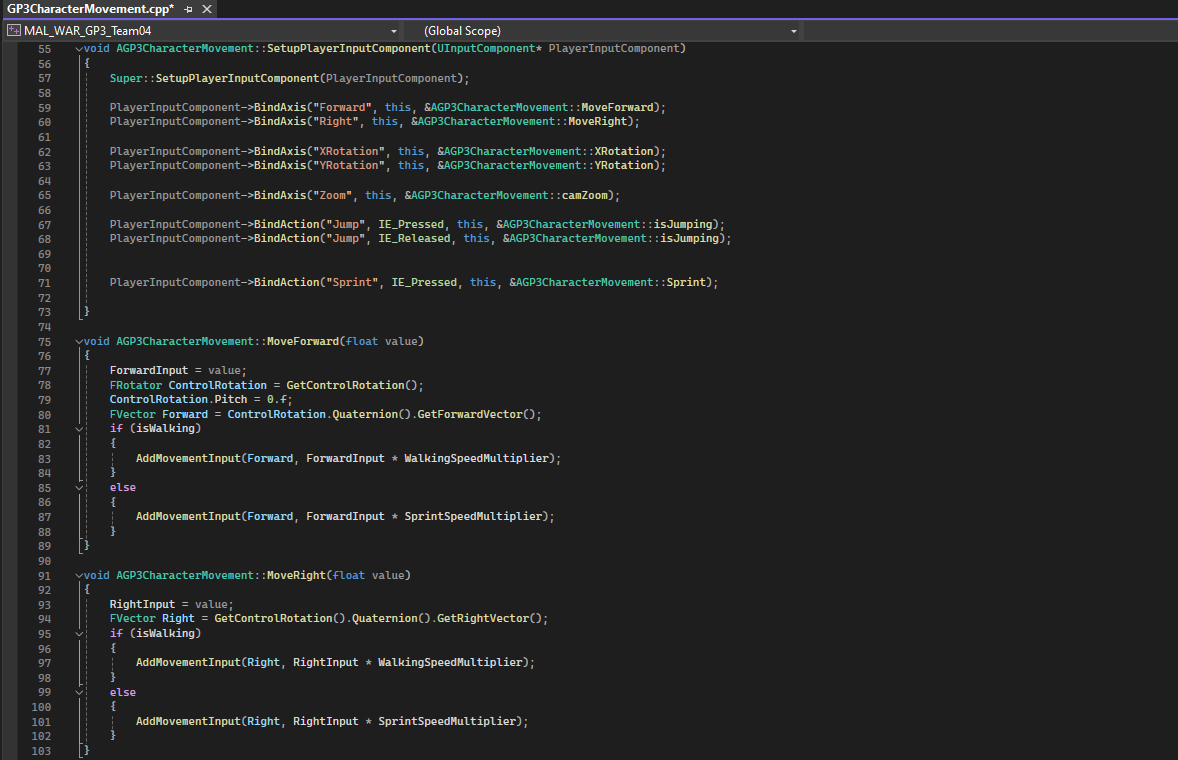 GP3CharacterMovement.cpp*
MAL_WAR_GP3_Team04 (Global Scope)
55 void AGP3CharacterMovement::SetupPlayerInputComponent(UInputComponent* PlayerInputComponent)
56 {
57 Super::SetupPlayerInputComponent(PlayerInputComponent);
58
59 PlayerInputComponent->BindAxis("Forward", this, &AGP3CharacterMovement::MoveForward);
60 PlayerInputComponent->BindAxis("Right", this, &AGP3CharacterMovement::MoveRight);
61
62 PlayerInputComponent->BindAxis("XRotation", this, &AGP3CharacterMovement::XRotation);
63 PlayerInputComponent->BindAxis("YRotation", this, &AGP3CharacterMovement::YRotation);
64
65 PlayerInputComponent->BindAxis("Zoom", this, &AGP3CharacterMovement::camZoom);
66
67 PlayerInputComponent->BindAction("Jump", IE_Pressed, this, &AGP3CharacterMovement::isJumping);
68 PlayerInputComponent->BindAction("Jump", IE_Released, this, &AGP3CharacterMovement::isJumping);
69
70
71 PlayerInputComponent->BindAction("Sprint", IE_Pressed, this, &AGP3CharacterMovement::Sprint);
72
73 }
74
75 void AGP3CharacterMovement::MoveForward(float value)
76 {
77 ForwardInput = value;
78 FRotator ControlRotation = GetControlRotation();
79 ControlRotation.Pitch = 0.f;
80 FVector Forward = ControlRotation.Quaternion().GetForwardVector();
81 if (isWalking)
82 {
83 AddMovementInput(Forward, ForwardInput * WalkingSpeedMultiplier);
84 }
85 else
86 {
87 AddMovementInput(Forward, ForwardInput * SprintSpeedMultiplier);
88 }
89 }
90
91 void AGP3CharacterMovement::MoveRight(float value)
92 {
93 RightInput = value;
94 FVector Right = GetControlRotation().Quaternion().GetRightVector();
95 if (isWalking)
96 {
97 AddMovementInput(Right, RightInput * WalkingSpeedMultiplier);
98 }
99 else
100 {
101 AddMovementInput(Right, RightInput * SprintSpeedMultiplier);
102 }
103 }